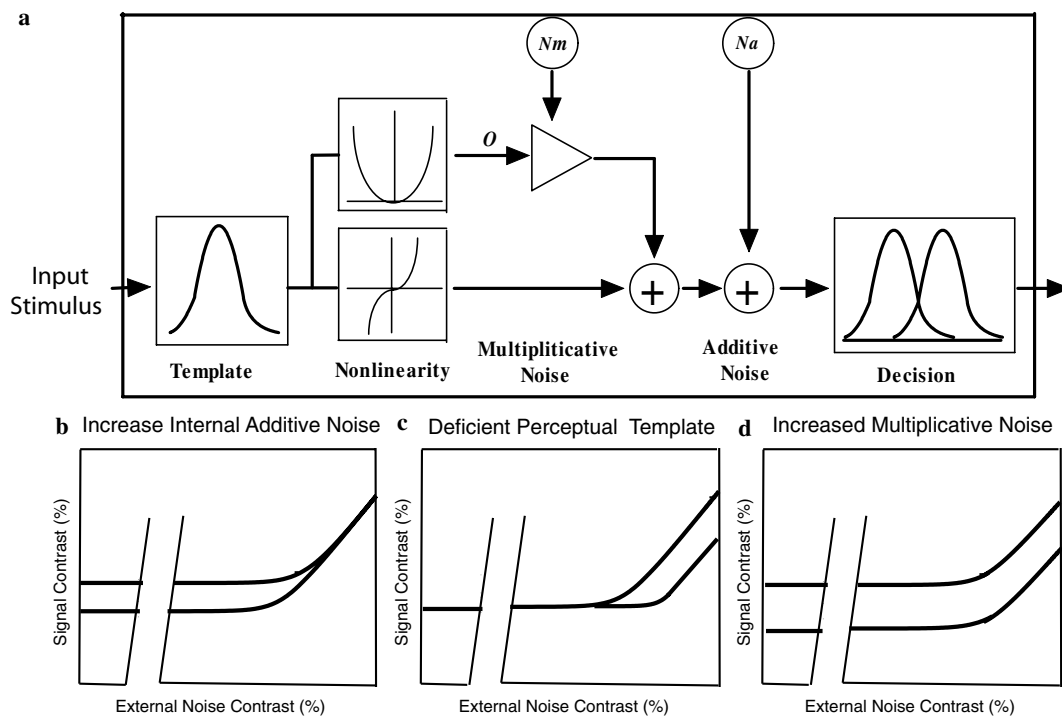 a
Nm
Na
O
+
+
Input
Stimulus
Template
Nonlinearity
Multipliticative
Noise
Additive
Noise
Decision
b Increase Internal Additive Noise
Signal Contrast (%)
External Noise Contrast (%)
c Deficient Perceptual Template
Signal Contrast (%)
External Noise Contrast (%)
d Increased Multiplicative Noise
Signal Contrast (%)
External Noise Contrast (%)